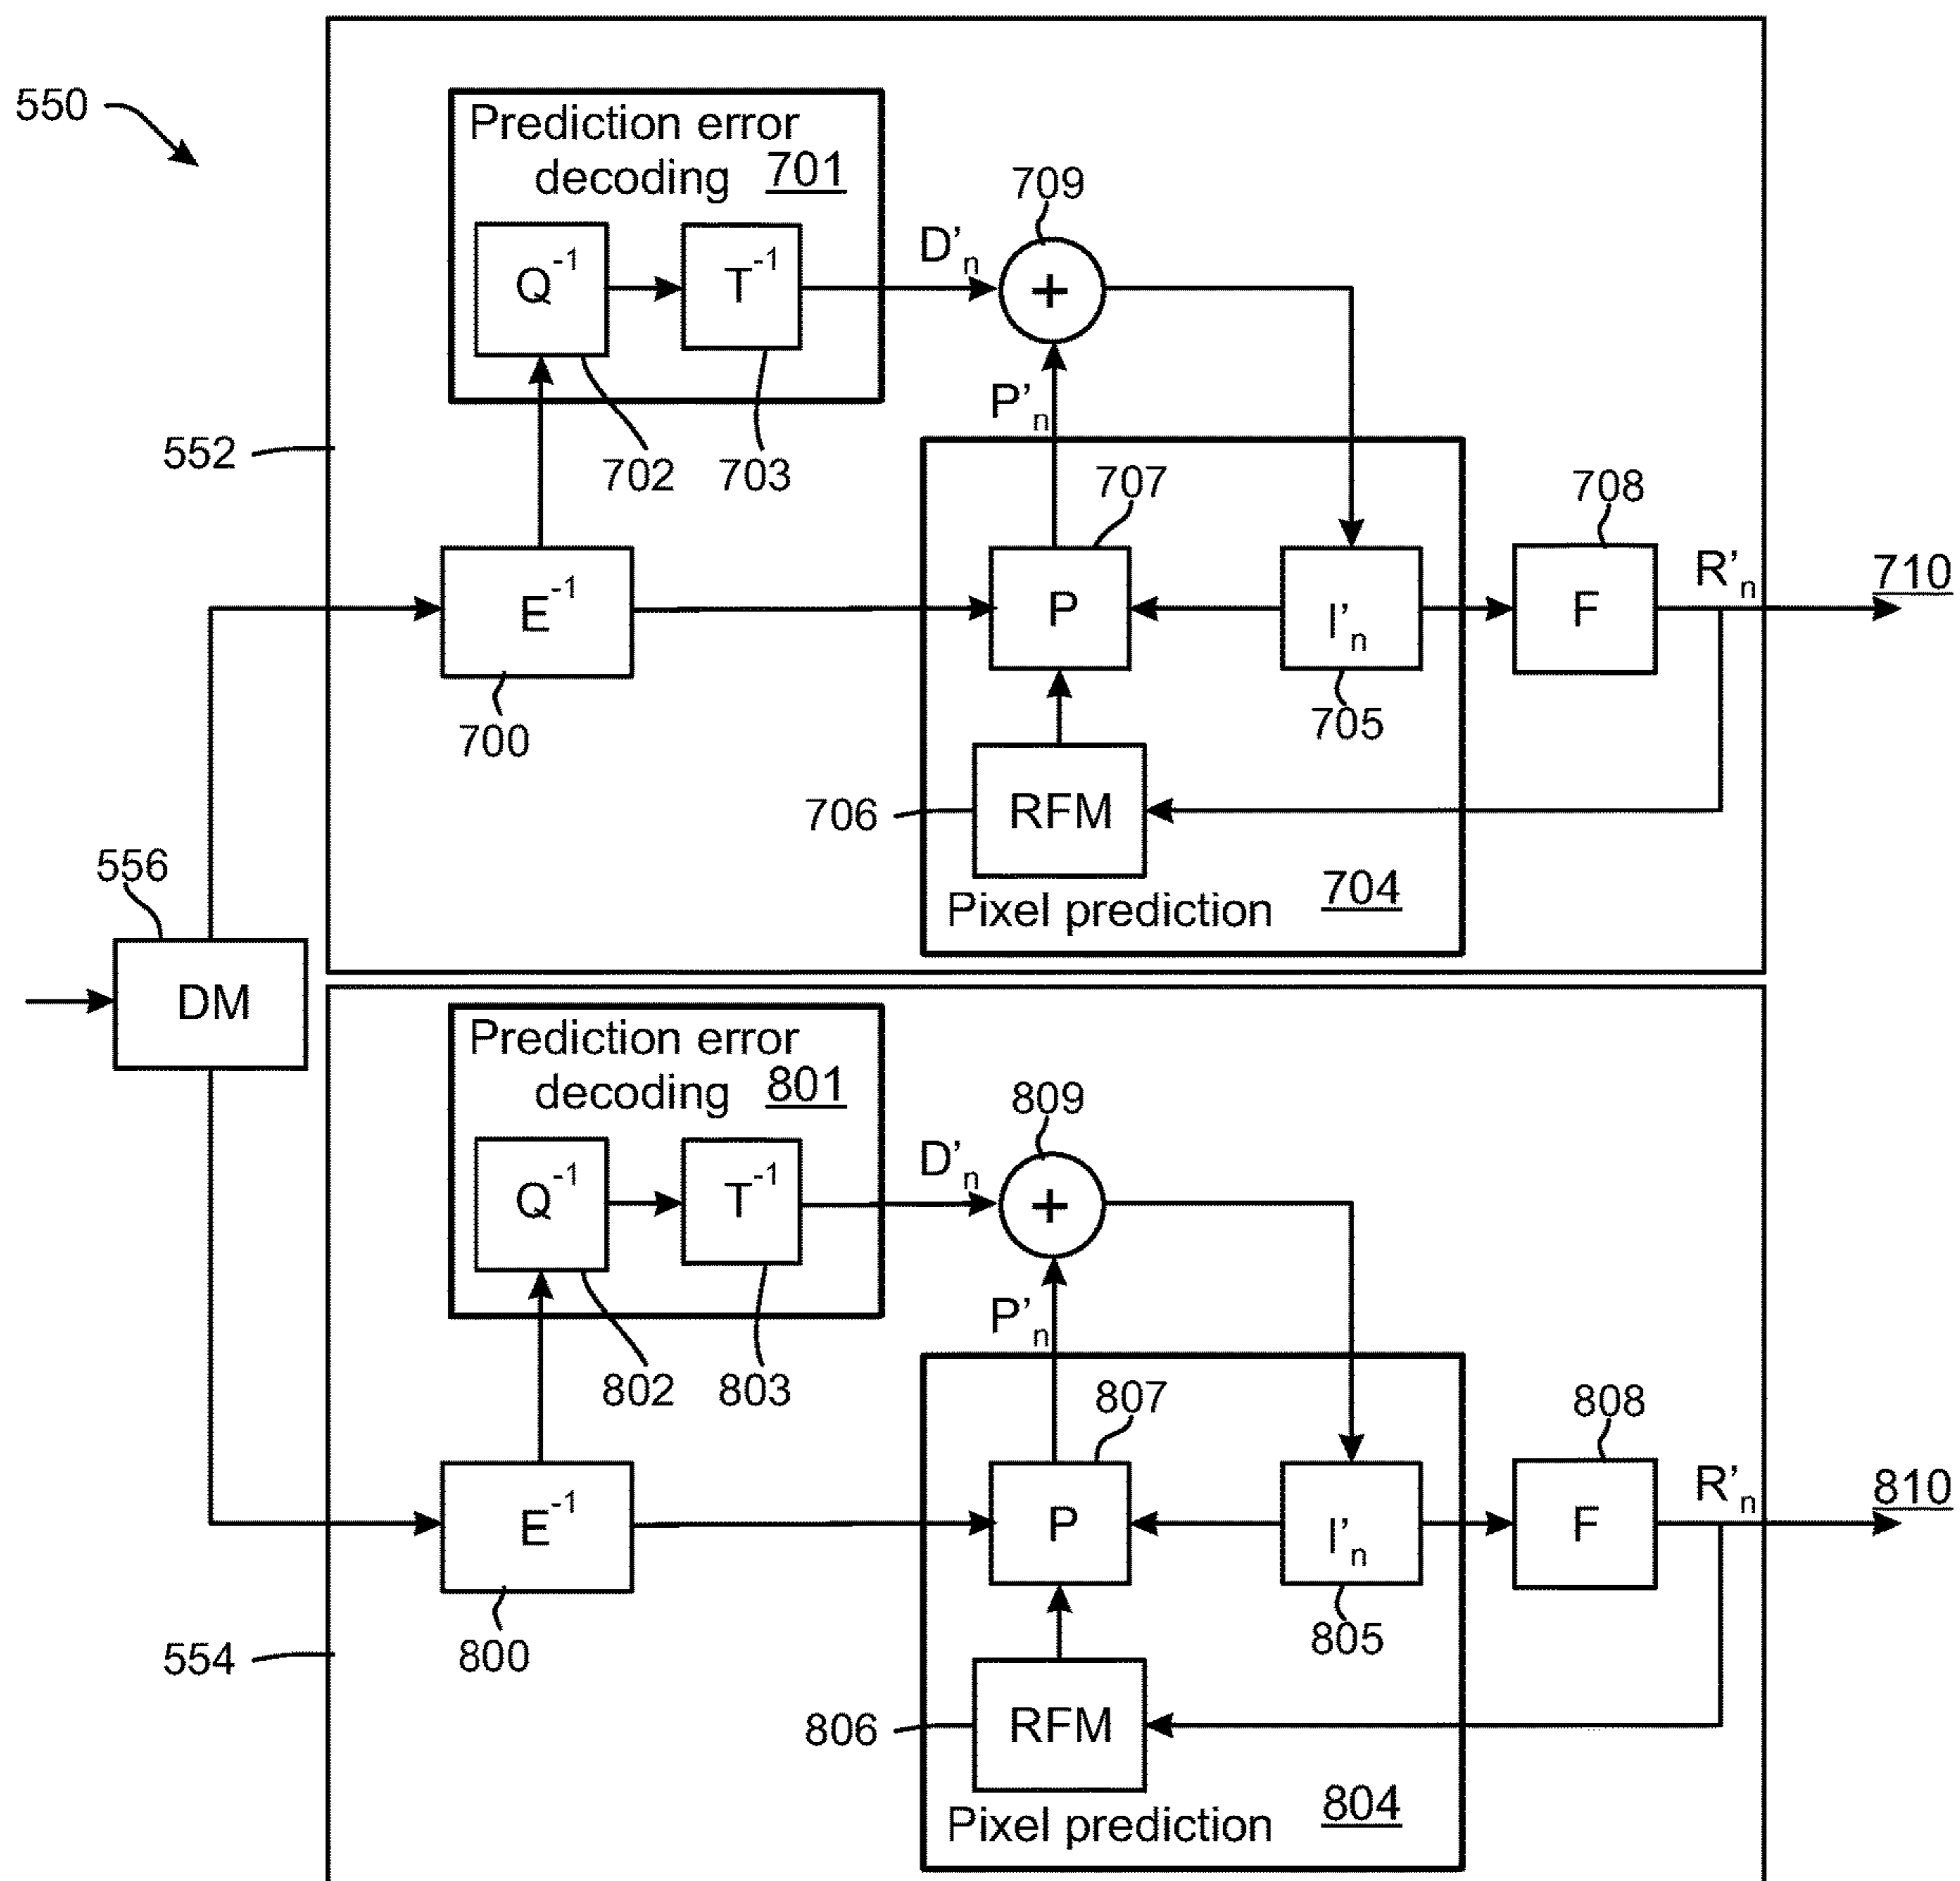 550
Prediction error
decoding 701
709
D'n
Q-1
T-1
+
P'n
552
702
703
707
708
R'n
710
E-1
P
I'n
F
700
705
706
RFM
556
Pixel prediction 704
DM
Prediction error
decoding 801
809
D'n
Q-1
T-1
+
P'n
802
803
807
808
R'n
810
E-1
P
I'n
F
554
800
805
806
RFM
Pixel prediction 804